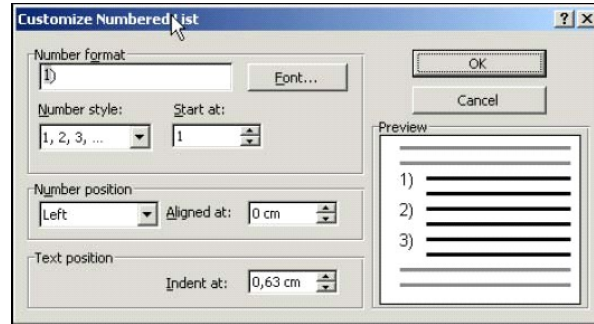 Customize Numbered List
Number format
1)
Font...
OK
Cancel
Number style:
Start at:
1, 2, 3, ...
1
Preview
1)
2)
3)
Number position
Left
Aligned at:
0 cm
Text position
Indent at:
0,63 cm